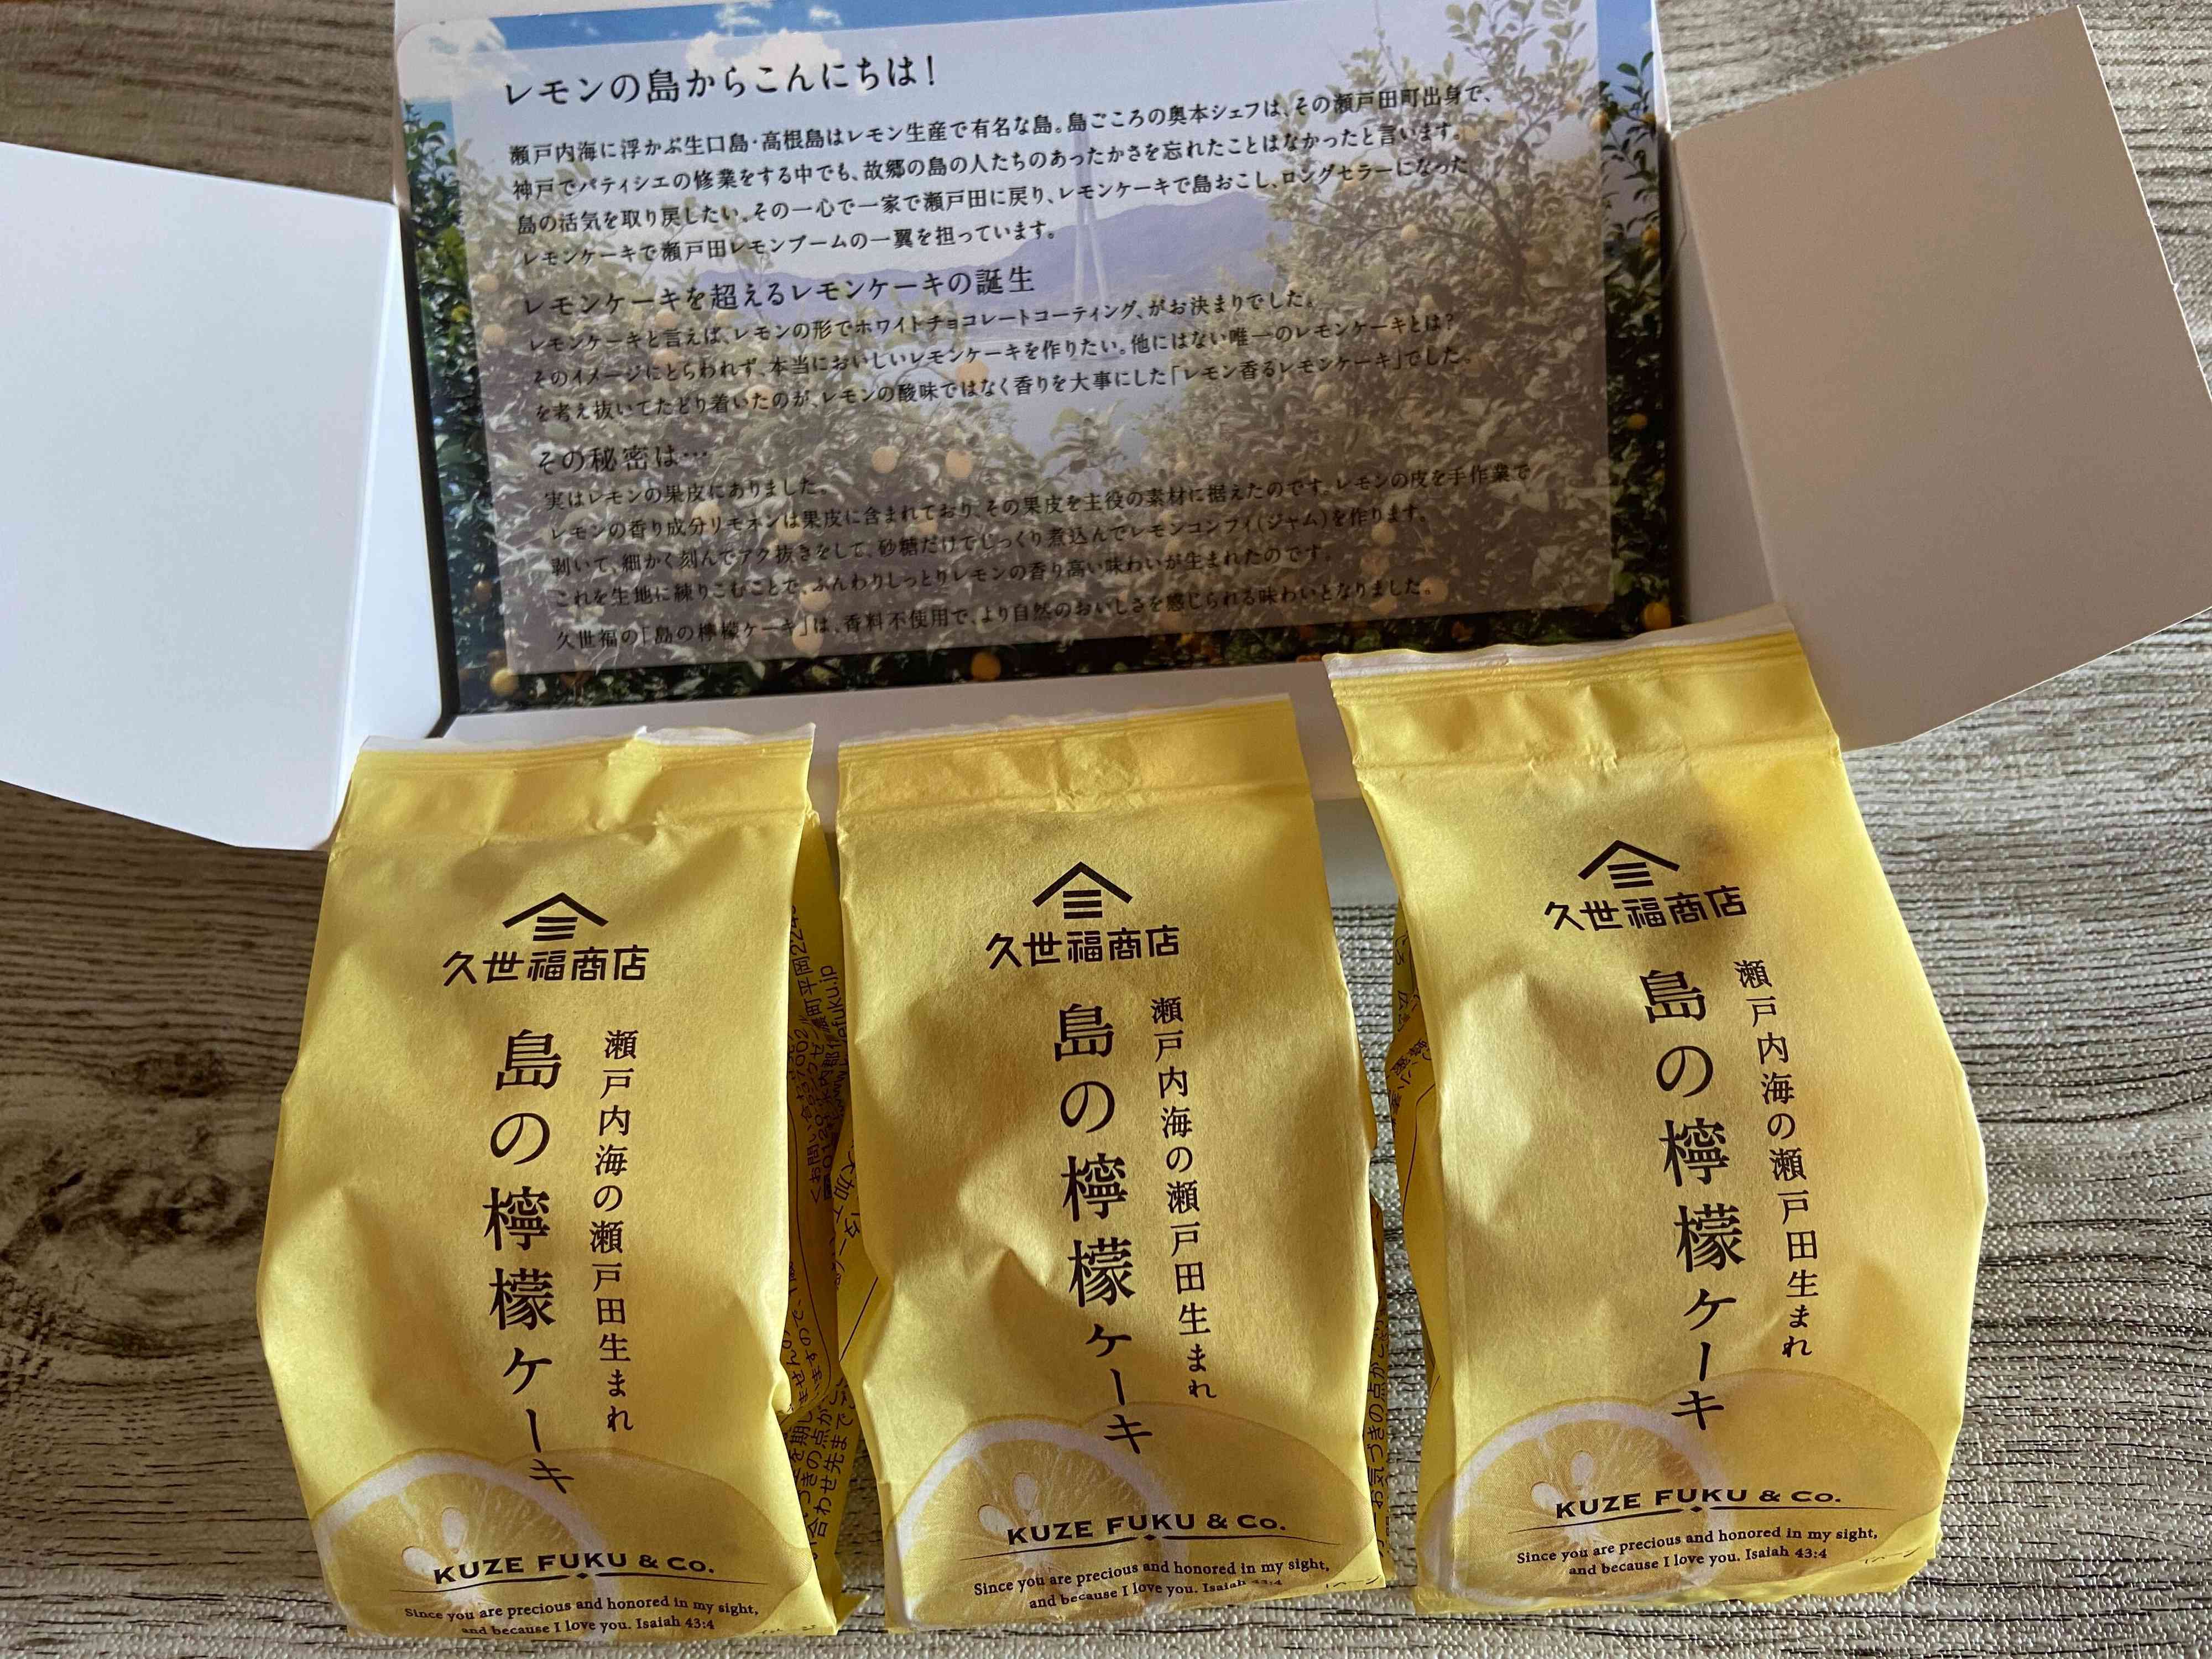 レモンの島からこんにちは!
瀬戸内海に浮かぶ生口島・高根島はレモン生産で有名な島。島ごころの奥本シェフは、その瀬戸田町出身で、
神戸でパティシエの修業をする中でも、故郷の島の人たちのあったかさを忘れたことはなかったと言います。
島の活気を取り戻したい。その一心で一家で瀬戸田に戻り、レモンケーキで島おこし、ロングセラーになった
レモンケーキで瀬戸田レモンブームの一翼を担っています。
レモンケーキを超えるレモンケーキの誕生
レモンケーキと言えば、レモンの形でホワイトチョコレートコーティング、がお決まりでした。
そのイメージにとらわれず、本当においしいレモンケーキを作りたい。他にはない唯一のレモンケーキとは?
を考え抜いてたどり着いたのが、レモンの酸味ではなく香りを大事にした「レモン香るレモンケーキ」でした。
その秘密は…
実はレモンの果皮にありました。
レモンの香り成分リモネンは果皮に含まれており、その果皮を主役の素材に据えたのです。レモンの皮を手作業で
剥いて、細かく刻んでアク抜きをして、砂糖だけでじっくり煮込んでレモンコンフィ(ジャム)を作ります。
これを生地に練りこむことで、ふんわりしっとりレモンの香り高い味わいが生まれたのです。
久世福の「島の檸檬ケーキ」は、香料不使用で、より自然のおいしさを感じられる味わいとなりました。
久世福商店
瀬戸内海の瀬戸田生まれ
島の檸檬ケーキ
KUZE FUKU & CO.
Since you are precious and honored in my sight,
and because I love you. Isaiah 43:4
久世福商店
瀬戸内海の瀬戸田生まれ
島の檸檬ケーキ
KUZE FUKU & CO.
Since you are precious and honored in my sight,
and because I love you. Isaiah 43:4
久世福商店
瀬戸内海の瀬戸田生まれ
島の檸檬ケーキ
KUZE FUKU & CO.
Since you are precious and honored in my sight,
and because I love you. Isaiah 43:4